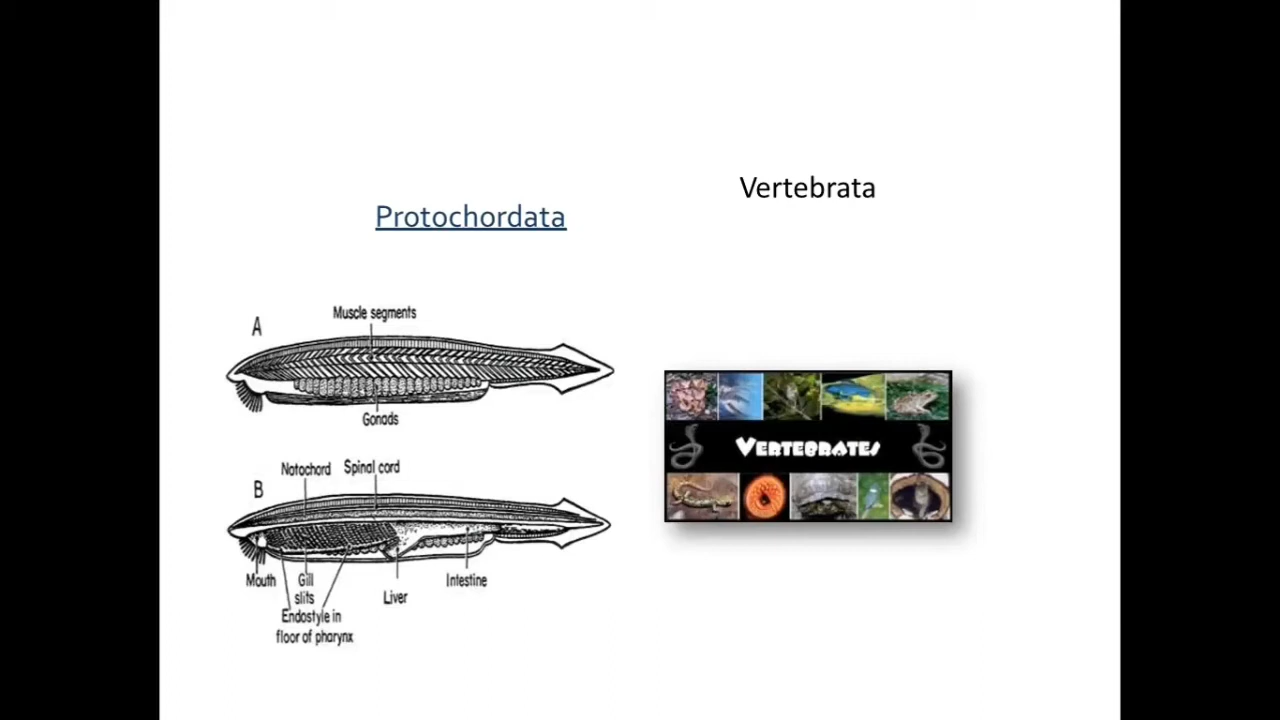 Vertebrata
Protochordata
A
Muscle segments
Gonads
VERTEBRATES
B
Notochord
Spinal cord
Mouth
Gill
slits
Liver
Intestine
Endostyle in
floor of pharynx